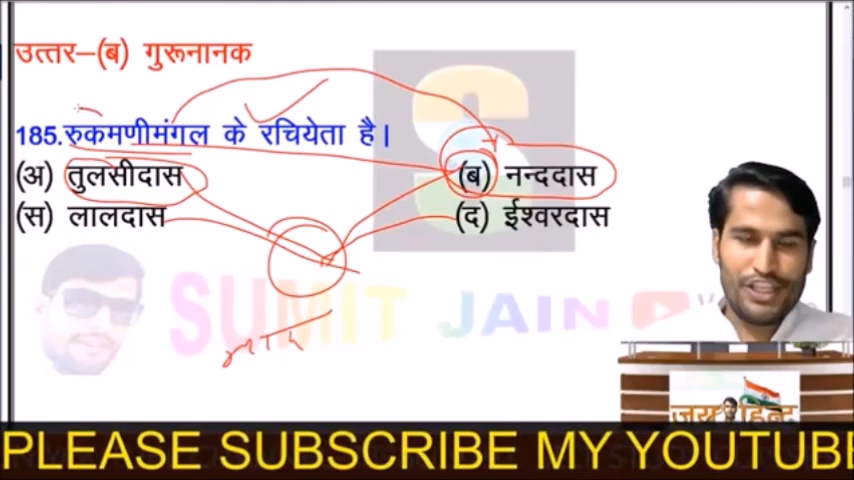 उत्तर–(ब) गुरूनानक
185.रुकमणीमंगल के रचियेता है।
(अ) तुलसीदास (ब) नन्ददास
(स) लालदास (द) ईश्वरदास
SUMIT JAIN
जय हिन्द
PLEASE SUBSCRIBE MY YOUTUBE